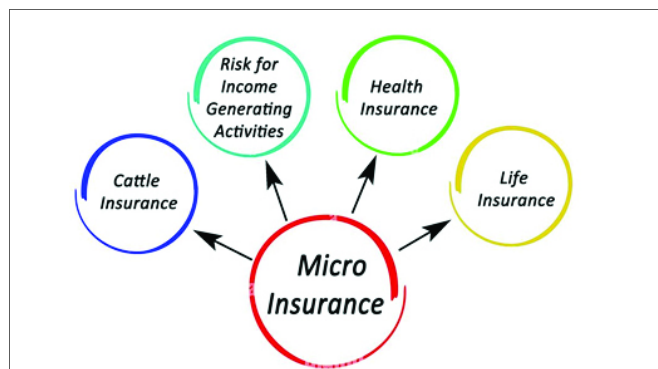 Risk for
Income
Generating
Activities
Health
Insurance
Cattle
Insurance
Life
Insurance
Micro
Insurance